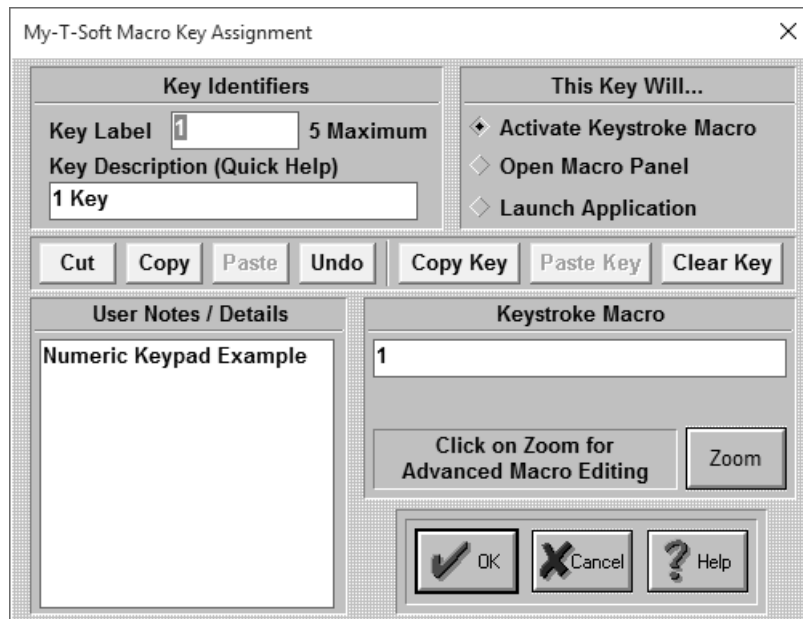 My-T-Soft Macro Key Assignment
Key Identifiers
Key Label 1 5 Maximum
Key Description (Quick Help)
1 Key
This Key Will...
Activate Keystroke Macro
Open Macro Panel
Launch Application
Cut Copy Paste Undo Copy Key Paste Key Clear Key
User Notes / Details
Numeric Keypad Example
Keystroke Macro
1
Click on Zoom for
Advanced Macro Editing
Zoom
OK Cancel Help